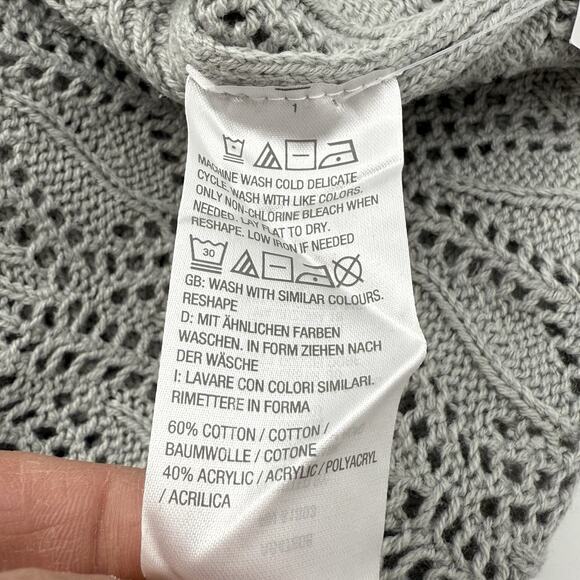 1
MACHINE WASH COLD DELICATE
CYCLE. WASH WITH LIKE COLORS.
ONLY NON-CHLORINE BLEACH WHEN
NEEDED. LAY FLAT TO DRY.
RESHAPE. LOW IRON IF NEEDED
30
GB: WASH WITH SIMILAR COLOURS.
RESHAPE
D: MIT ÄHNLICHEN FARBEN
WASCHEN. IN FORM ZIEHEN NACH
DER WÄSCHE
I: LAVARE CON COLORI SIMILARI.
RIMETTERE IN FORMA
60% COTTON / COTTON /
BAUMWOLLE / COTONE
40% ACRYLIC / ACRYLIC / POLYACRYL
/ ACRILICA